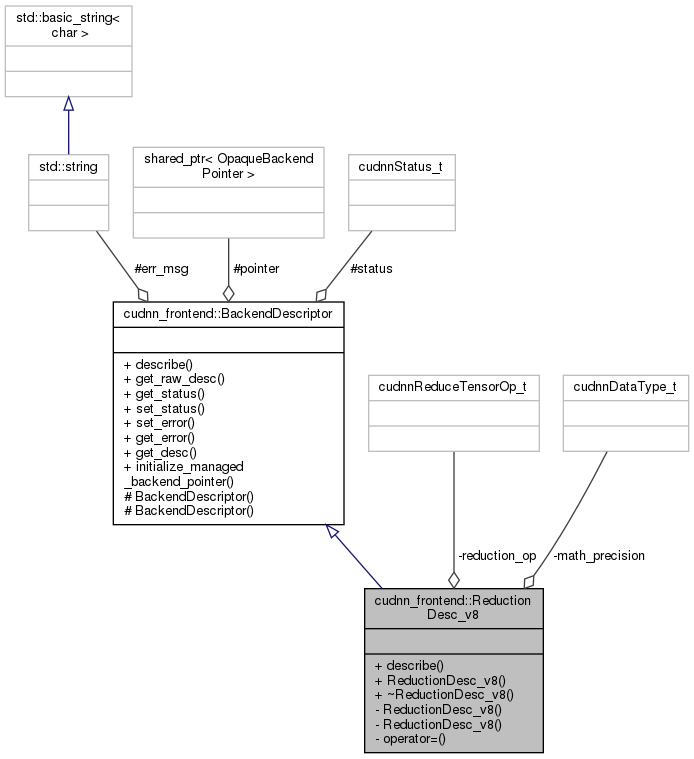 std::basic_string<
char >
std::string
shared_ptr< OpaqueBackend
Pointer >
cudnnStatus_t
#err_msg
#pointer
#status
cudnn_frontend::BackendDescriptor
+ describe()
+ get_raw_desc()
+ get_status()
+ set_status()
+ set_error()
+ get_error()
+ get_desc()
+ initialize_managed
_backend_pointer()
# BackendDescriptor()
# BackendDescriptor()
cudnnReduceTensorOp_t
cudnnDataType_t
-reduction_op
-math_precision
cudnn_frontend::Reduction
Desc_v8
+ describe()
+ ReductionDesc_v8()
+ ~ReductionDesc_v8()
- ReductionDesc_v8()
- ReductionDesc_v8()
- operator=()